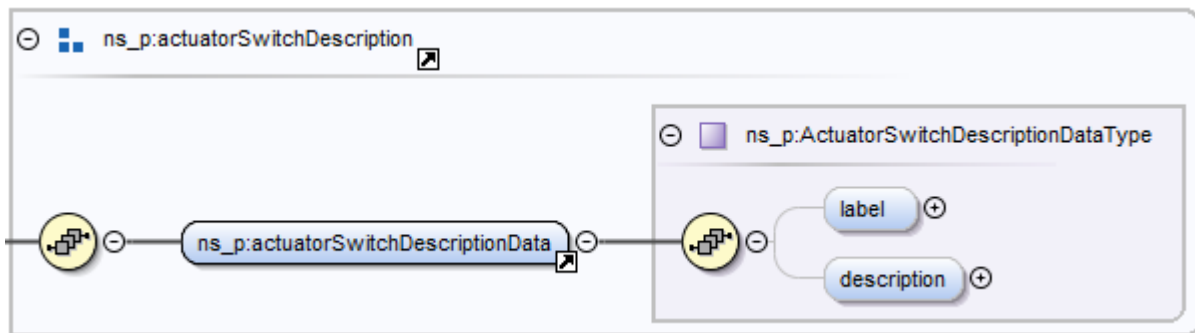 ns_p:actuatorSwitchDescription
ns_p:ActuatorSwitchDescriptionDataType
label
ns_p:actuatorSwitchDescriptionData
description